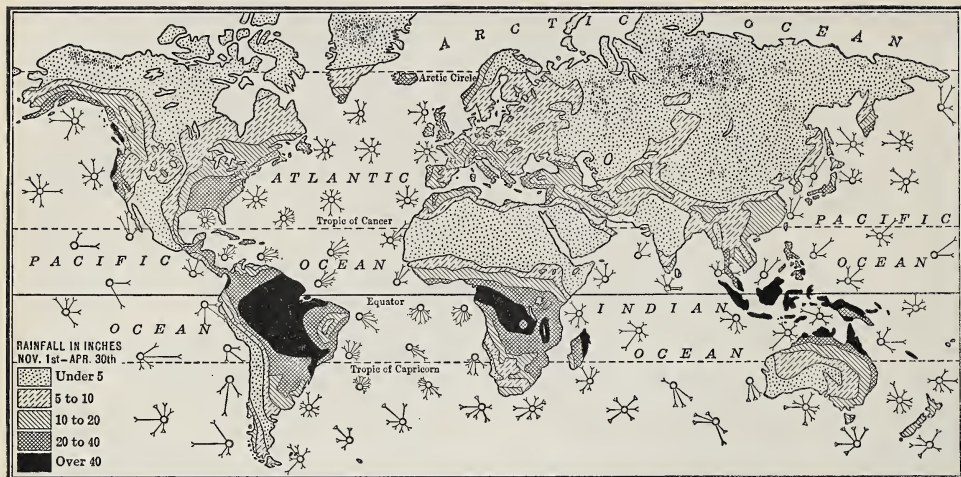 ARCTIC OCEAN
Arctic Circle
ATLANTIC
Tropic of Cancer
PACIFIC
PACIFIC
OCEAN
OCEAN
Equator
INDIAN
OCEAN
OCEAN
Tropic of Capricorn
RAINFALL IN INCHES
NOV. 1st–APR. 30th
Under 5
5 to 10
10 to 20
20 to 40
Over 40